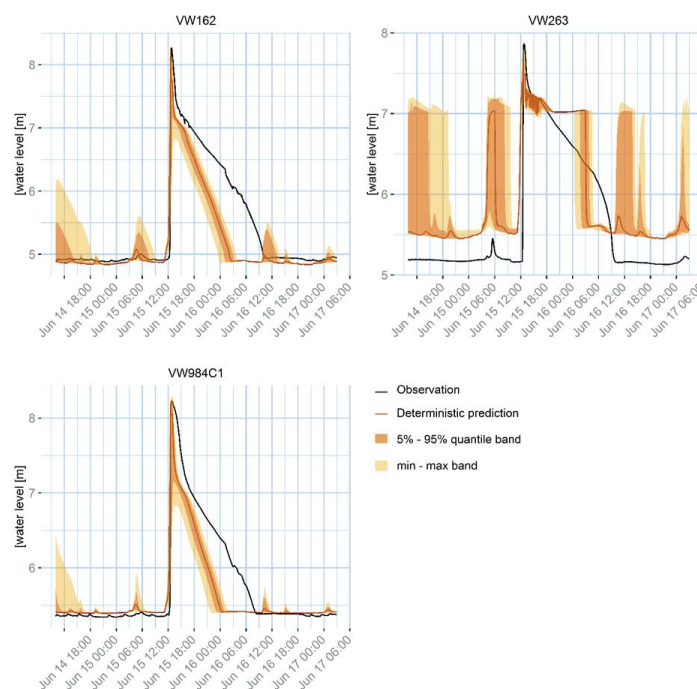 VW162
VW263
8
7
6
5
[water level [m]
8
7
6
5
[water level [m]
Jun 14 18:00
Jun 15 00:00
Jun 15 06:00
Jun 15 12:00
Jun 15 18:00
Jun 16 00:00
Jun 16 06:00
Jun 16 12:00
Jun 16 18:00
Jun 17 00:00
Jun 17 06:00
Jun 14 18:00
Jun 15 00:00
Jun 15 06:00
Jun 15 12:00
Jun 15 18:00
Jun 16 00:00
Jun 16 06:00
Jun 16 12:00
Jun 16 18:00
Jun 17 00:00
Jun 17 06:00
VW984C1
8
7
6
[water level [m]
Jun 14 18:00
Jun 15 00:00
Jun 15 06:00
Jun 15 12:00
Jun 15 18:00
Jun 16 00:00
Jun 16 06:00
Jun 16 12:00
Jun 16 18:00
Jun 17 00:00
Jun 17 06:00
Observation
Deterministic prediction
5% - 95% quantile band
min - max band